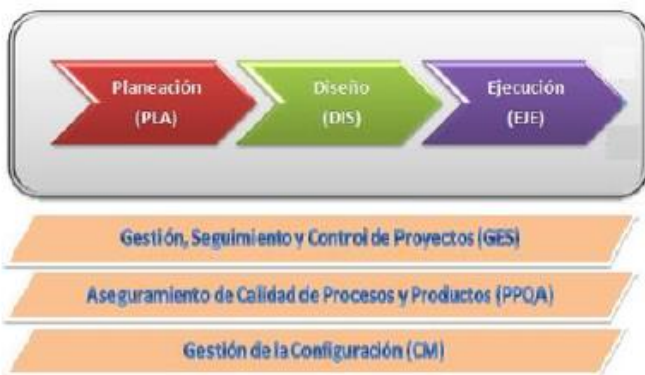 Planeación
(PLA)
Diseño
(DIS)
Ejecución
(EJE)
Gestión, Seguimiento y Control de Proyectos (GES)
Aseguramiento de Calidad de Procesos y Productos (PPQA)
Gestión de la Configuración (CM)